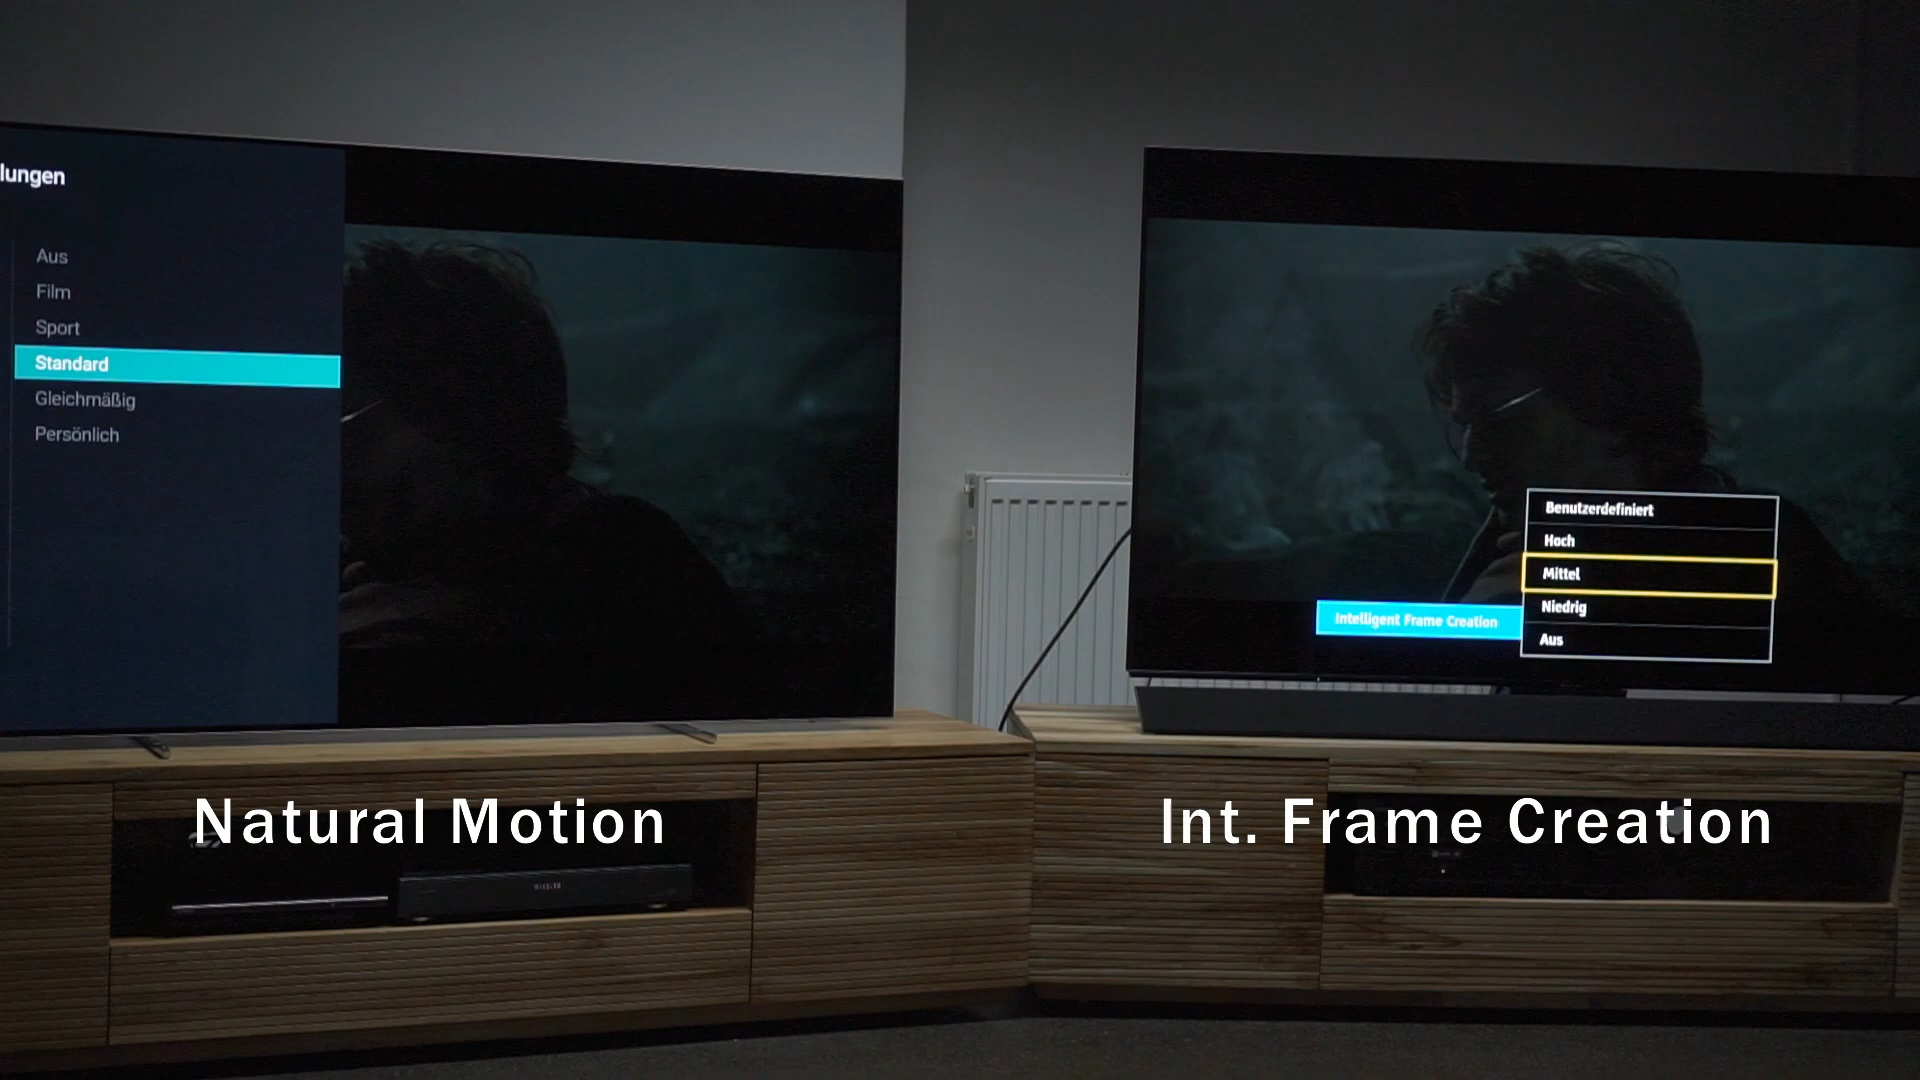 lungen
Aus
Film
Sport
Standard
Gleichmäßig
Persönlich
Benutzerdefiniert
Hoch
Mittel
Niedrig
Aus
Intelligent Frame Creation
Natural Motion
Int. Frame Creation